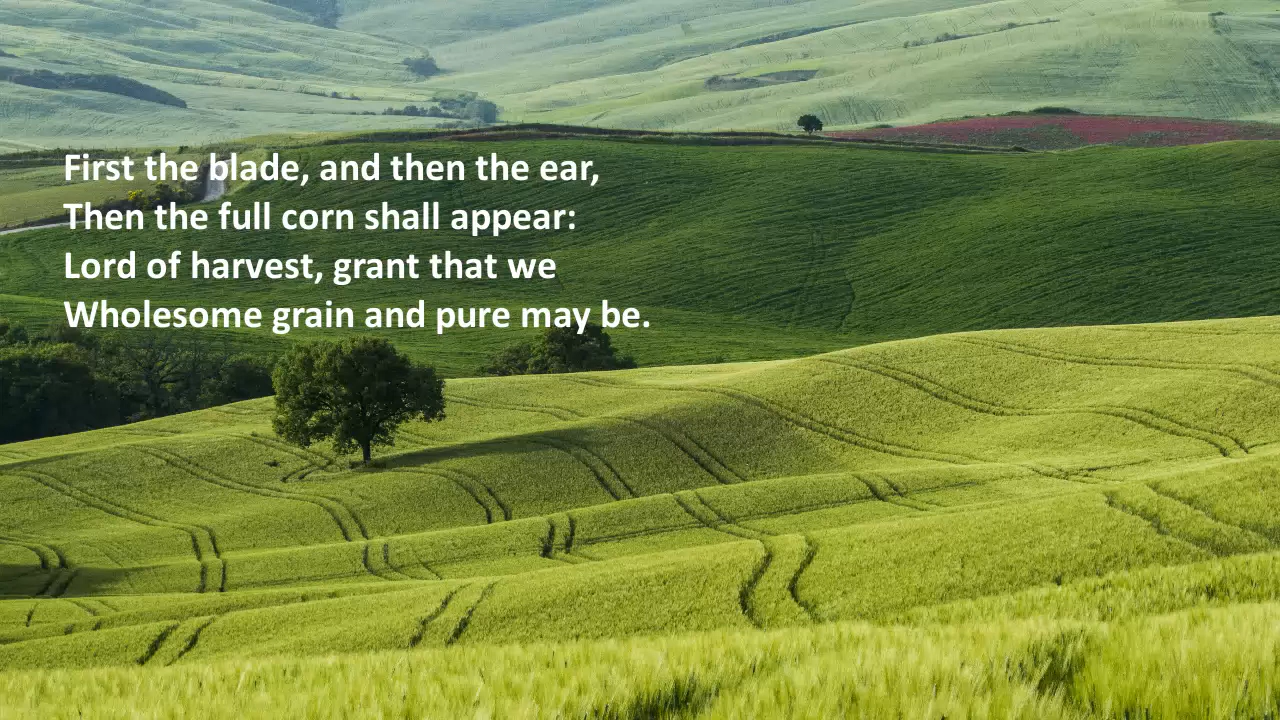 First the blade, and then the ear,
Then the full corn shall appear:
Lord of harvest, grant that we
Wholesome grain and pure may be.